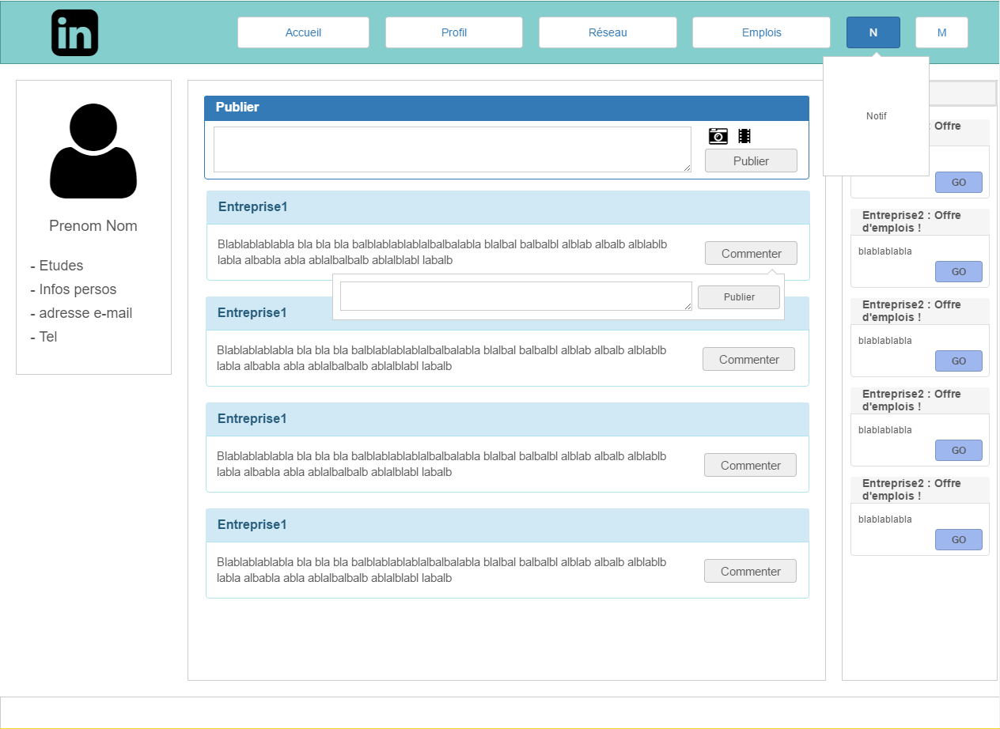 in
Accueil
Profil
Réseau
Emplois
N
M
Notif
Prenom Nom
- Etudes
- Infos persos
- adresse e-mail
- Tel
Publier
Publier
Entreprise1
Blablablablabla bla bla bla balblablablablalbalbalabla blalbal balbalbl alblab albalb alblablb
labla albabla abla ablalbalbalb ablalblabl labalb
Commenter
Publier
Entreprise1
Blablablablabla bla bla bla balblablablablalbalbalabla blalbal balbalbl alblab albalb alblablb
labla albabla abla ablalbalbalb ablalblabl labalb
Commenter
Entreprise1
Blablablablabla bla bla bla balblablablablalbalbalabla blalbal balbalbl alblab albalb alblablb
labla albabla abla ablalbalbalb ablalblabl labalb
Commenter
Entreprise1
Blablablablabla bla bla bla balblablablablalbalbalabla blalbal balbalbl alblab albalb alblablb
labla albabla abla ablalbalbalb ablalblabl labalb
Commenter
: Offre
GO
Entreprise2 : Offre
d'emplois !
blablablabla
GO
Entreprise2 : Offre
d'emplois !
blablablabla
GO
Entreprise2 : Offre
d'emplois !
blablablabla
GO
Entreprise2 : Offre
d'emplois !
blablablabla
GO